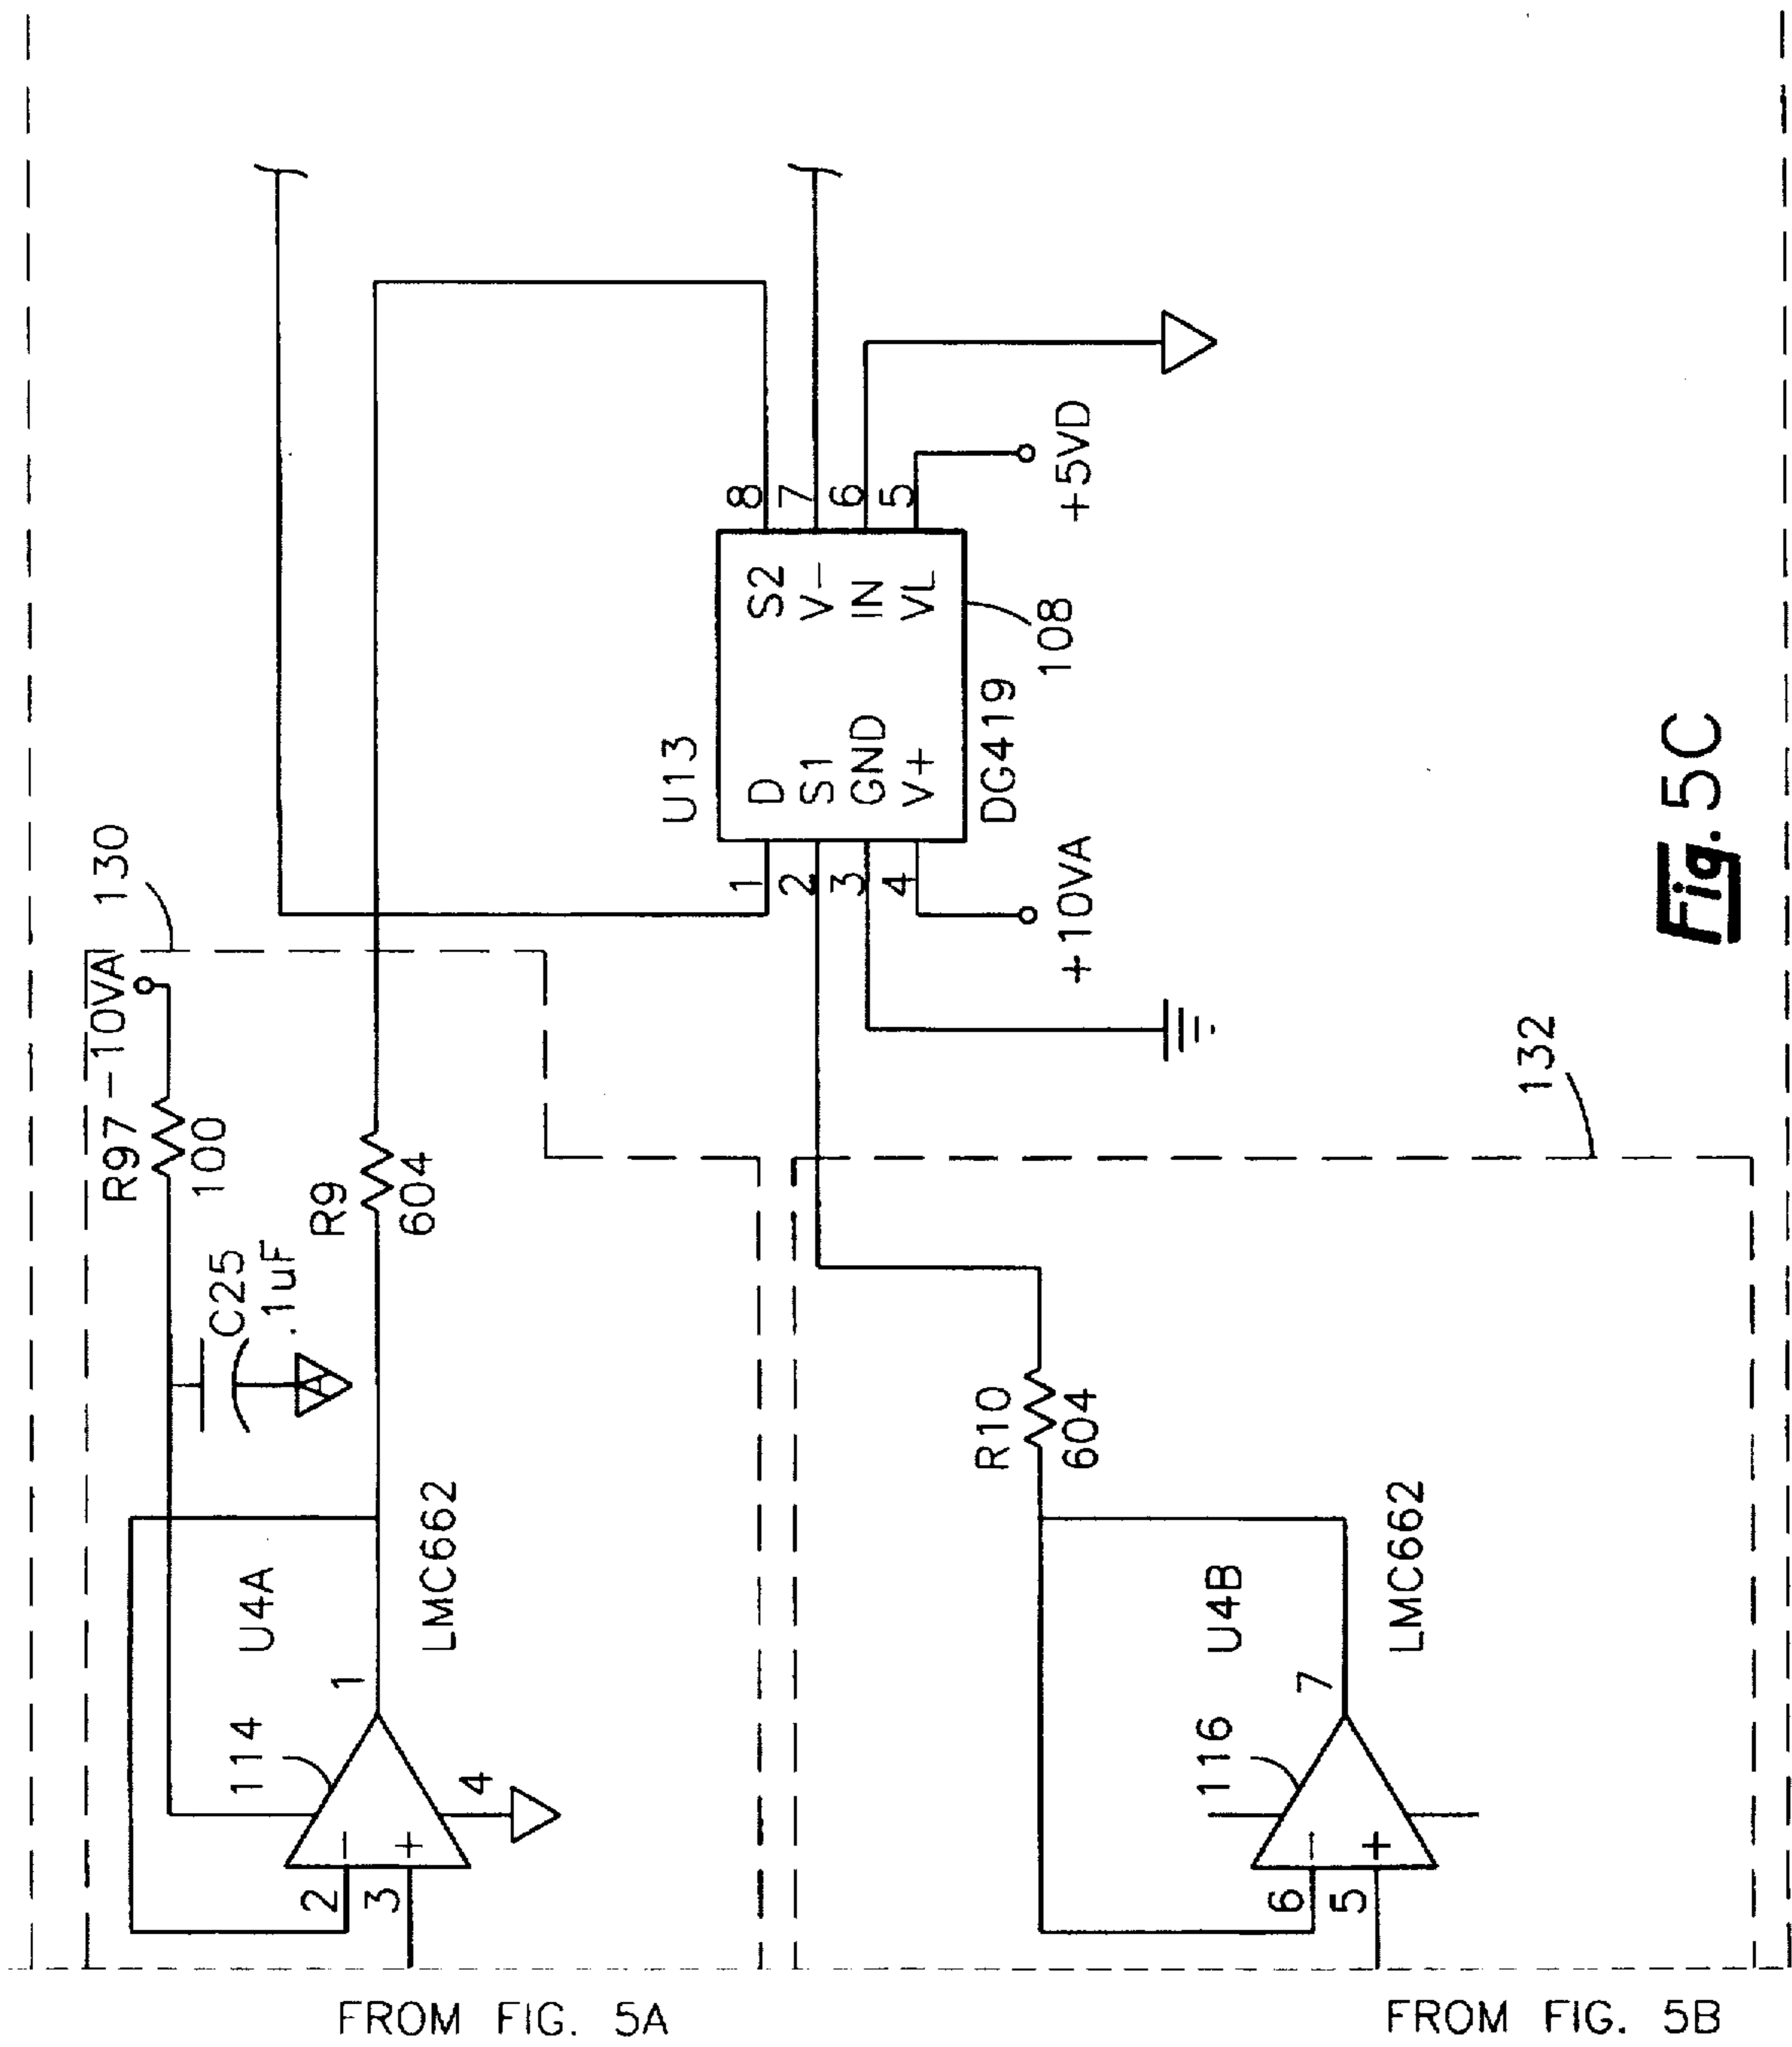 130
-10VA
R97
100
C25
.1uF
R9
604
U4A
114
LMC662
1
2
3
4
-
+
A
U13
D
S1
GND
V+
S2
V-
IN
VL
1
2
3
4
8
7
6
5
DG419
108
+10VA
+5VD
132
R10
604
U4B
116
LMC662
7
6
5
-
+
Fig. 5C
FROM FIG. 5A
FROM FIG. 5B